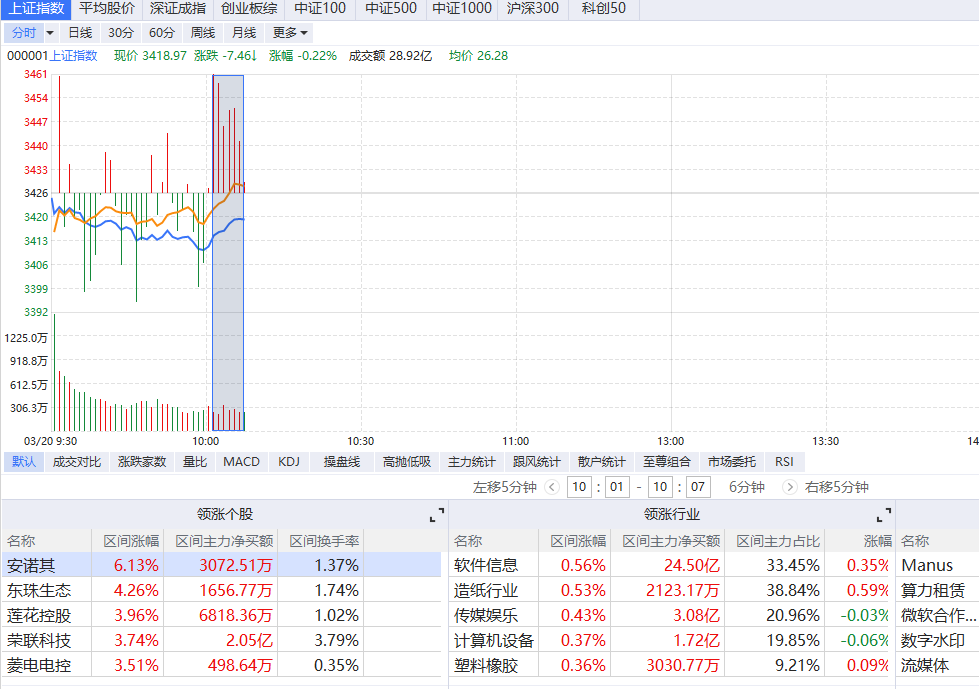 上证指数 平均股价 深证成指 创业板综 中证100 中证500 中证1000 沪深300 科创50
分时 日线 30分 60分 周线 月线 更多
000001上证指数 现价 3418.97 涨跌 -7.46↓ 涨幅 -0.22% 成交额 28.92亿 均价 26.28
3461
3454
3447
3440
3433
3426
3420
3413
3406
3399
3392
1225.0万
918.8万
612.5万
306.3万
03/20 9:30 10:00 10:30 11:00 13:00 13:30 14
默认 成交对比 涨跌家数 量比 MACD KDJ 操盘线 高抛低吸 主力统计 跟风统计 散户统计 至尊组合 市场委托 RSI
左移5分钟 10 : 01 - 10 : 07 6分钟 右移5分钟
领涨个股 领涨行业
名称 区间涨幅 区间主力净买额 区间换手率 名称 区间涨幅 区间主力净买额 区间主力占比 涨幅 名称
安诺其 6.13% 3072.51万 1.37% 软件信息 0.56% 24.50亿 33.45% 0.35% Manus
东珠生态 4.26% 1656.77万 1.74% 造纸行业 0.53% 2123.17万 38.84% 0.59% 算力租赁
莲花控股 3.96% 6818.36万 1.02% 传媒娱乐 0.43% 3.08亿 20.96% -0.03% 微软合作...
荣联科技 3.74% 2.05亿 3.79% 计算机设备 0.37% 1.72亿 19.85% -0.06% 数字水印
菱电电控 3.51% 498.64万 0.35% 塑料橡胶 0.36% 3030.77万 9.21% 0.09% 流媒体